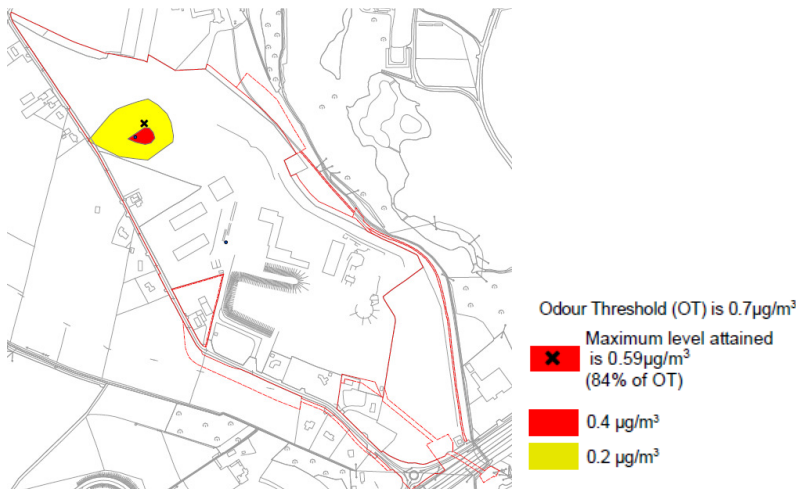 Odour Threshold (OT) is 0.7µg/m³
Maximum level attained
is 0.59µg/m³
(84% of OT)
0.4 µg/m³
0.2 µg/m³